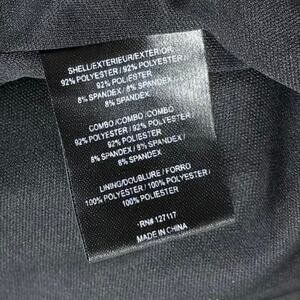 SHELL/EXTERIEUR/EXTERIOR
92% POLYESTER / 92% POLYESTER /
92% POLIESTER
8% SPANDEX / 8% SPANDEX /
8% SPANDEX
COMBO /COMBO /COMBO
92% POLYESTER / 92% POLYESTER /
92% POLIESTER
8% SPANDEX / 8% SPANDEX /
8% SPANDEX
LINING/DOUBLURE / FORRO
100% POLYESTER / 100% POLYESTER /
100% POLIESTER
RN# 127117
MADE IN CHINA